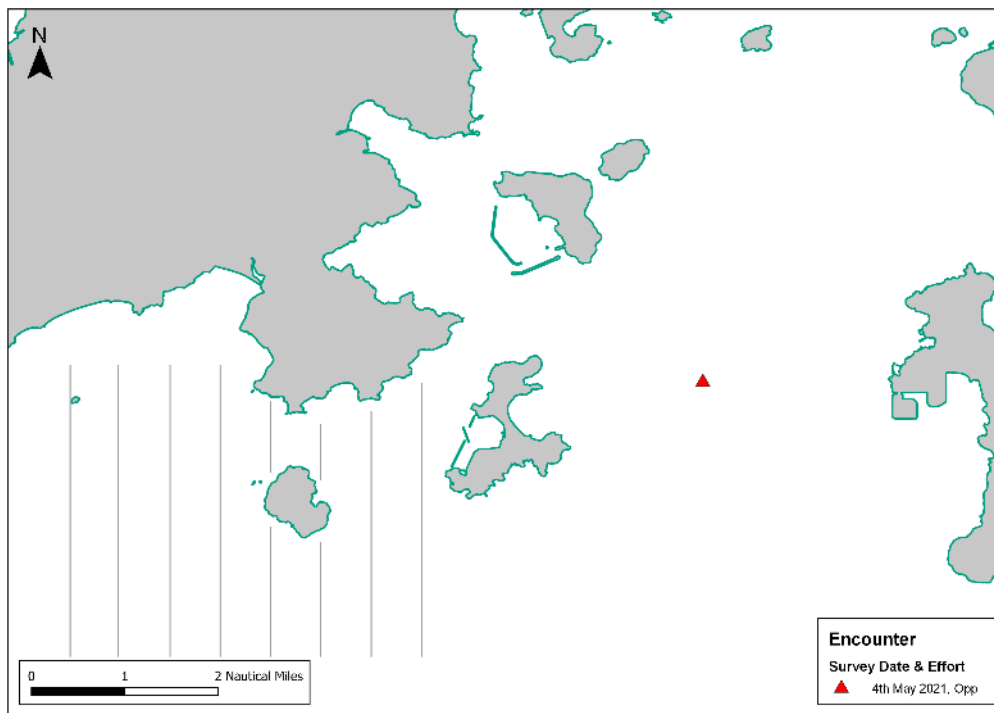 N
0 1 2 Nautical Miles
Encounter
Survey Date & Effort
4th May 2021, Opp